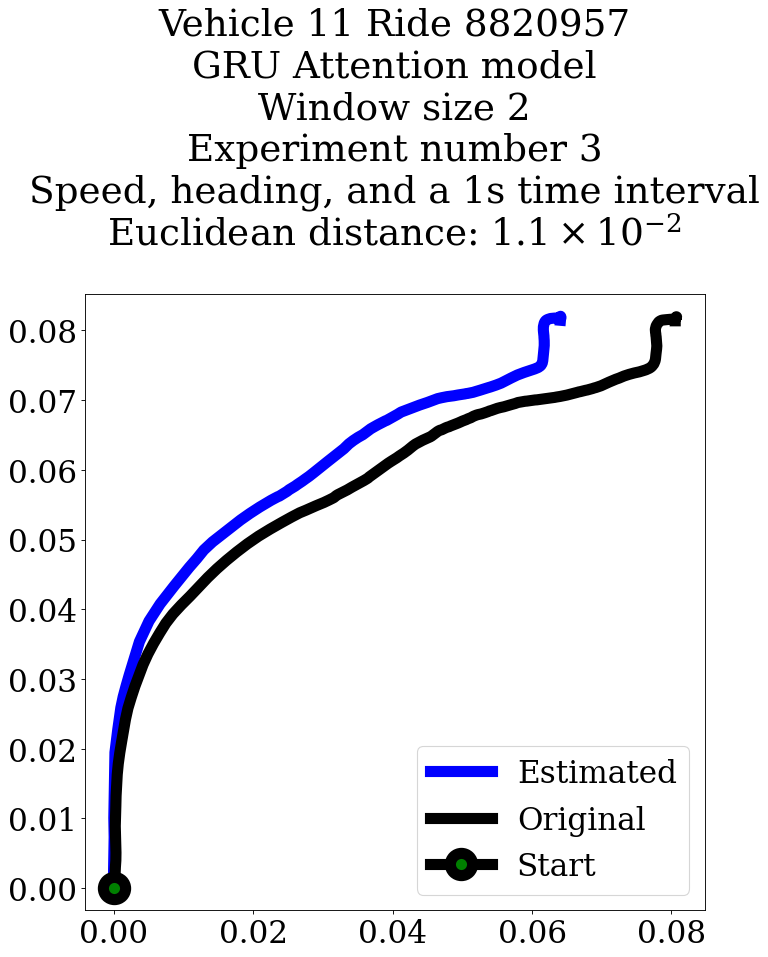 Vehicle 11 Ride 8820957
GRU Attention model
Window size 2
Experiment number 3
Speed, heading, and a 1s time interval
Euclidean distance: 1.1 × 10⁻²
0.08
0.07
0.06
0.05
0.04
0.03
0.02
0.01
0.00
Estimated
Original
Start
0.00 0.02 0.04 0.06 0.08